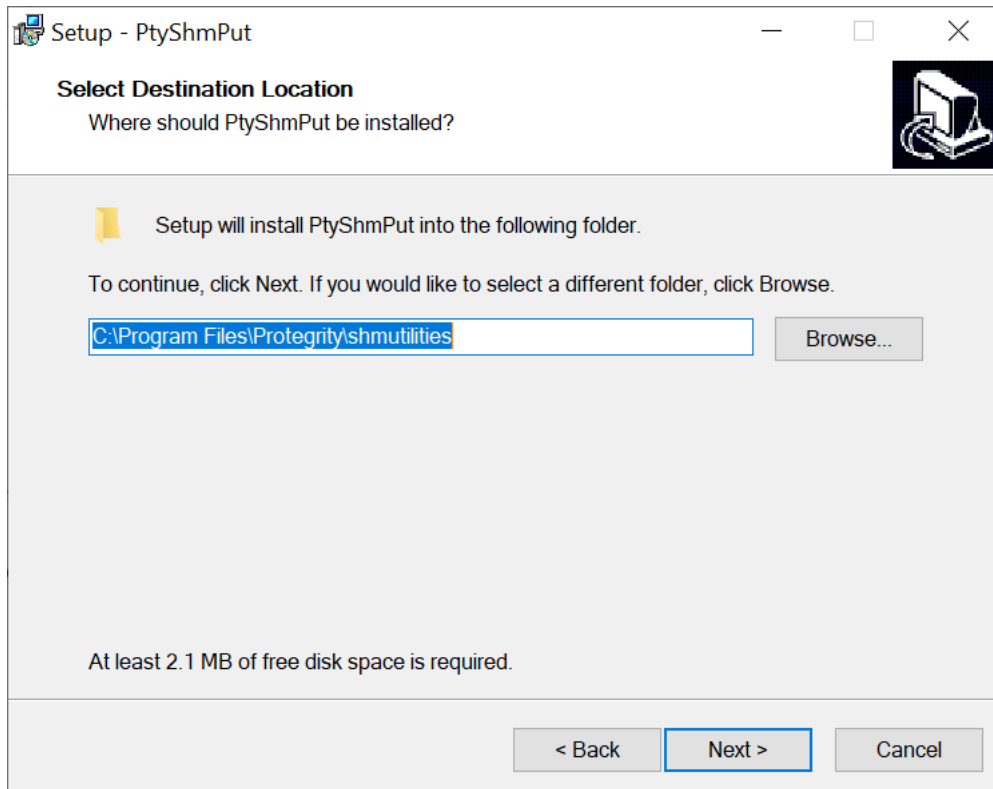 Setup - PtyShmPut
Select Destination Location
Where should PtyShmPut be installed?
Setup will install PtyShmPut into the following folder.
To continue, click Next. If you would like to select a different folder, click Browse.
C:\Program Files\Protegrity\shmutilities
Browse...
At least 2.1 MB of free disk space is required.
< Back
Next >
Cancel